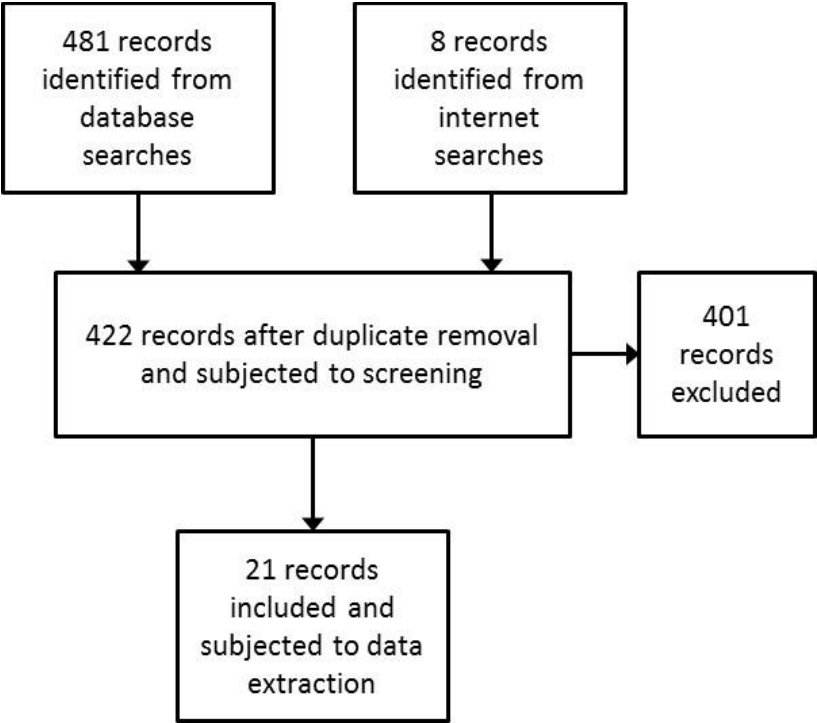 481 records
identified from
database
searches
8 records
identified from
internet
searches
422 records after duplicate removal
and subjected to screening
401
records
excluded
21 records
included and
subjected to data
extraction